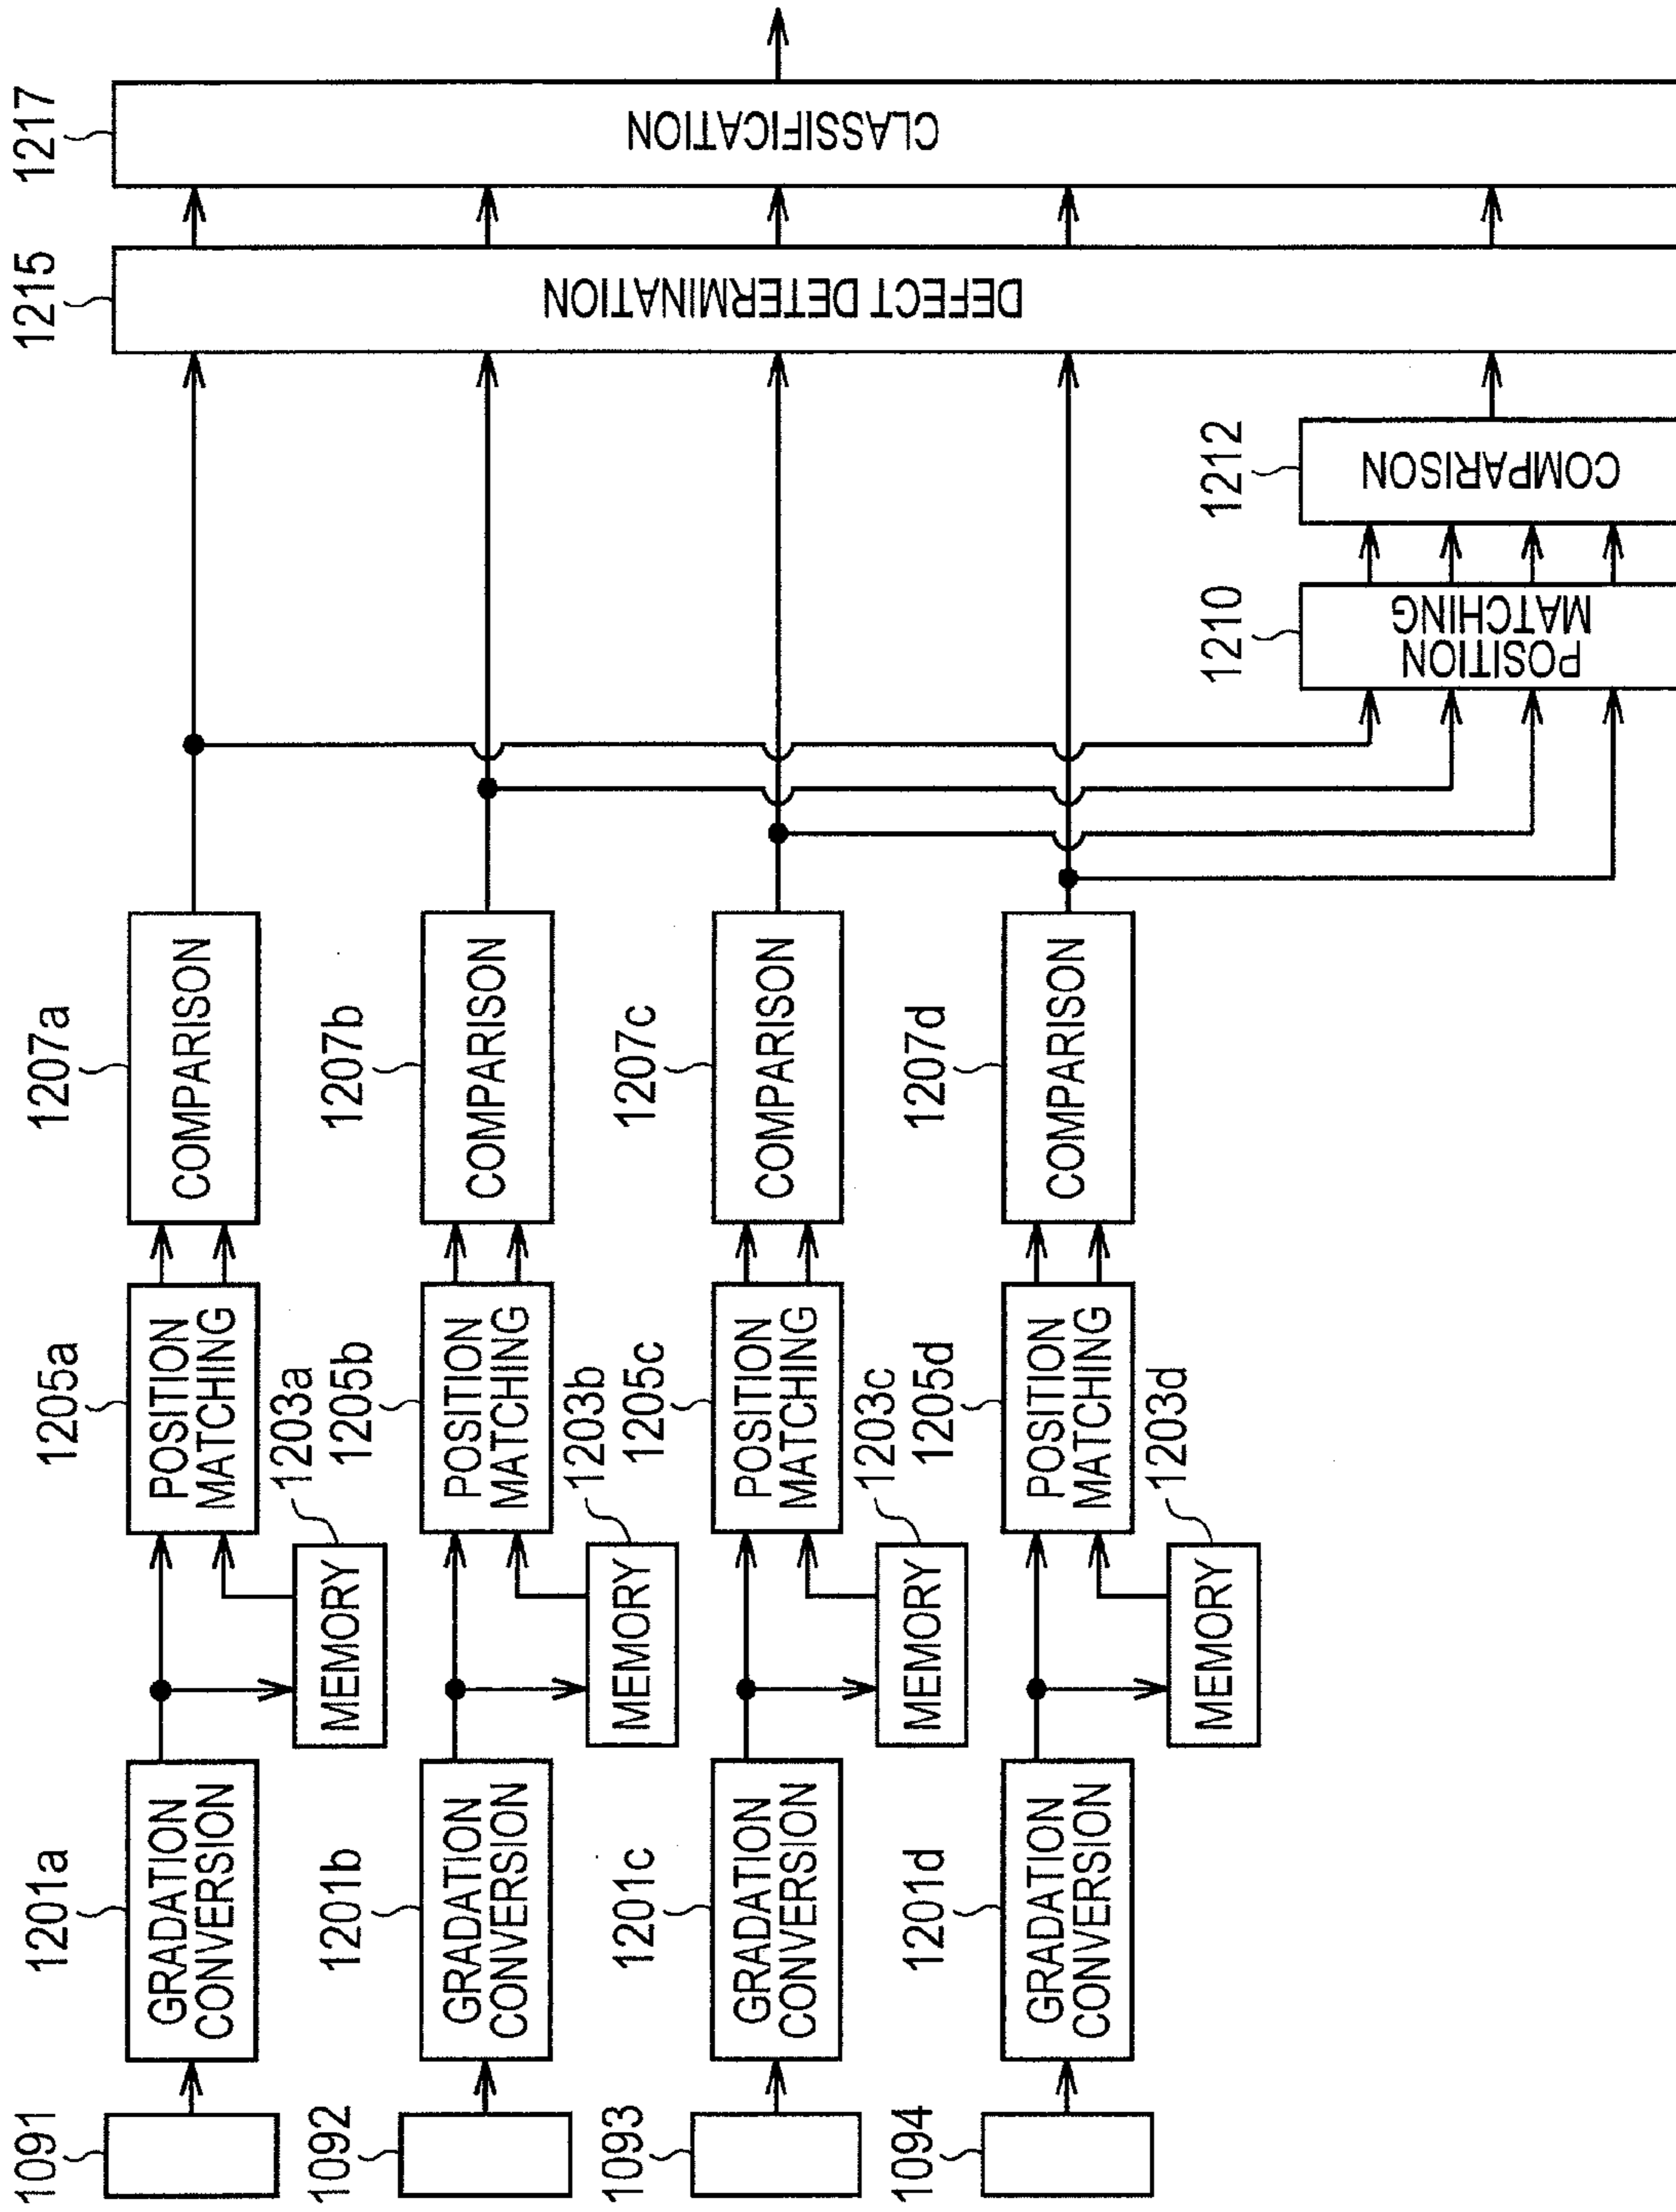 1091
1201a
GRADATION
CONVERSION
MEMORY
1203a
1205a
POSITION
MATCHING
1207a
COMPARISON
1092
1201b
GRADATION
CONVERSION
MEMORY
1203b
1205b
POSITION
MATCHING
1207b
COMPARISON
1093
1201c
GRADATION
CONVERSION
MEMORY
1203c
1205c
POSITION
MATCHING
1207c
COMPARISON
1094
1201d
GRADATION
CONVERSION
MEMORY
1203d
1205d
POSITION
MATCHING
1207d
COMPARISON
1210
POSITION
MATCHING
1212
COMPARISON
1215
DEFECT DETERMINATION
1217
CLASSIFICATION